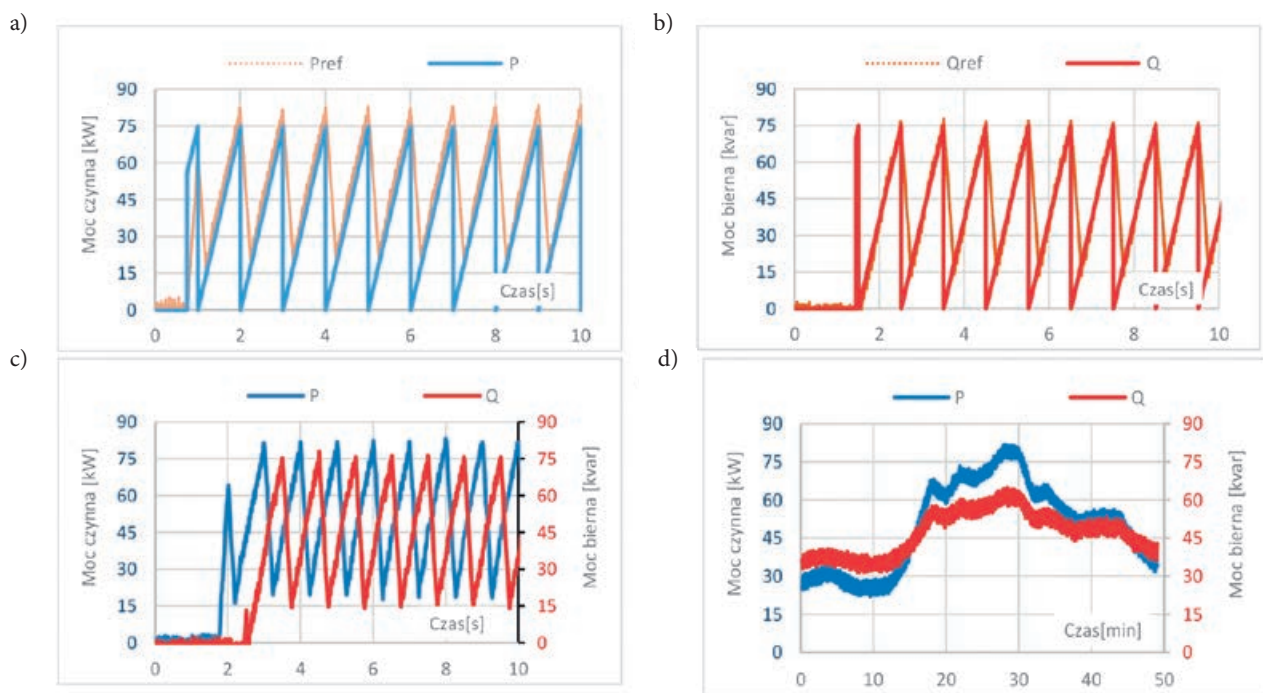 a)
Pref P
Moc czynna [kW]
90
75
60
45
30
15
0
Czas[s]
0 2 4 6 8 10
b)
Qref Q
Moc bierna [kvar]
90
75
60
45
30
15
0
Czas[s]
0 2 4 6 8 10
c)
P Q
Moc czynna [kW]
90
75
60
45
30
15
0
90
75
60
45
30
15
0
Moc bierna [kvar]
Czas[s]
0 2 4 6 8 10
d)
P Q
Moc czynna [kW]
90
75
60
45
30
15
0
90
75
60
45
30
15
0
Moc bierna [kvar]
Czas[min]
0 10 20 30 40 50